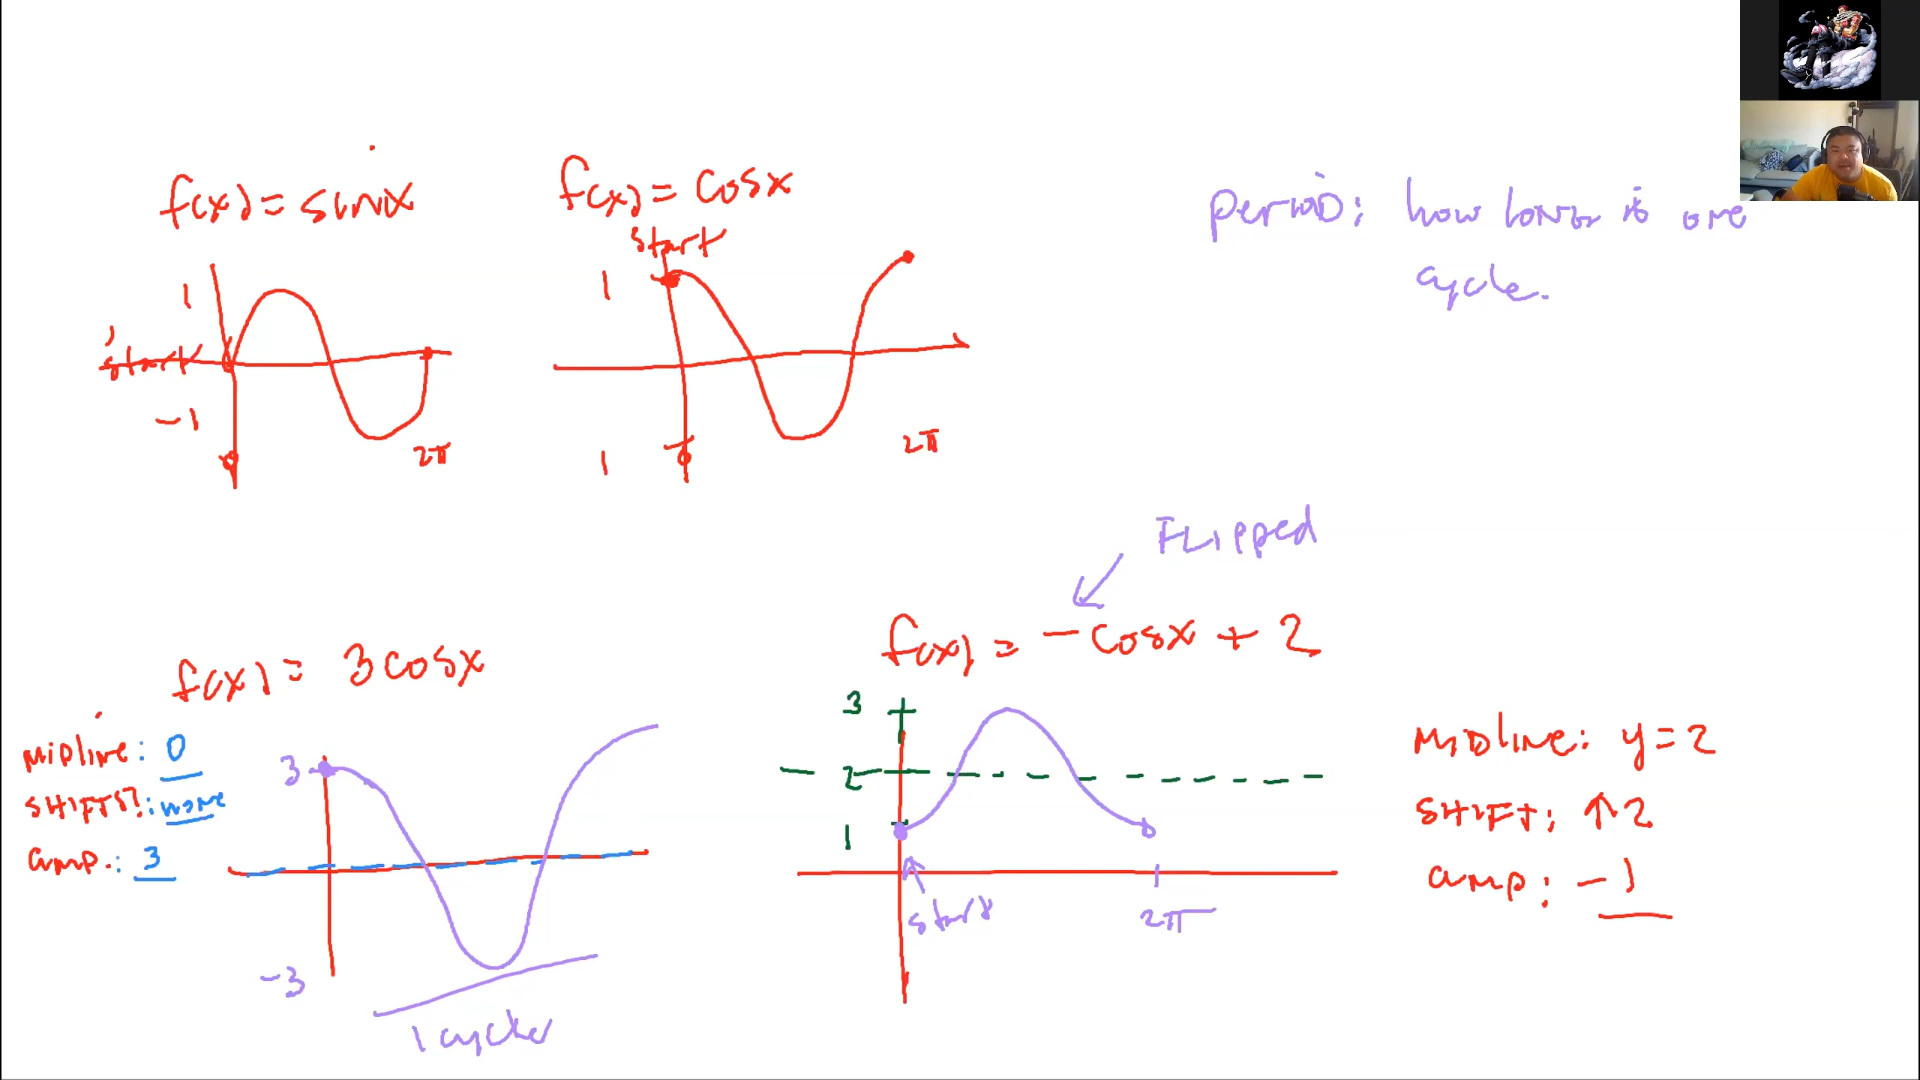 f(x) = sinx
f(x) = cosx
period: how long is one
cycle.
start
1
1
start
-1
2π
1
2π
Flipped
f(x) = -cosx + 2
f(x) = 3cosx
midline: 0
SHIFTS?: none
amp.: 3
3
-3
1 cycle
3
2
1
start
2π
midline: y=2
SHIFT: ↑2
amp: -1